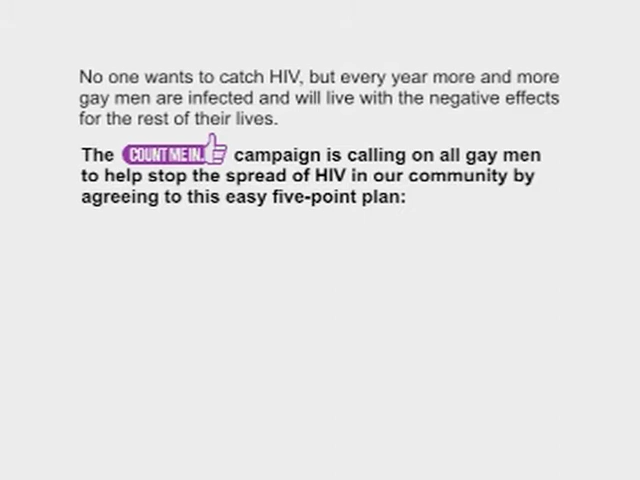 No one wants to catch HIV, but every year more and more
gay men are infected and will live with the negative effects
for the rest of their lives.
The COUNT ME IN. campaign is calling on all gay men
to help stop the spread of HIV in our community by
agreeing to this easy five-point plan: